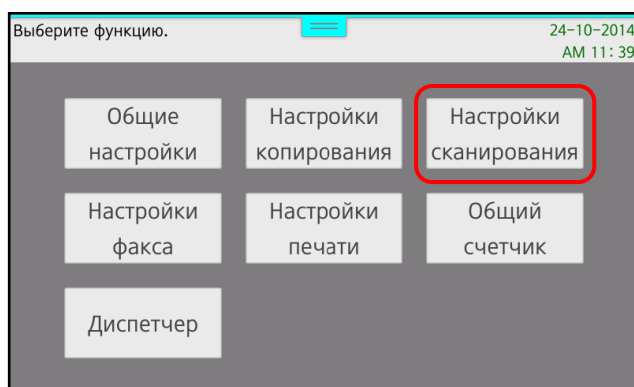 Выберите функцию.
24-10-2014
AM 11:39
Общие
настройки
Настройки
копирования
Настройки
сканирования
Настройки
факса
Настройки
печати
Общий
счетчик
Диспетчер